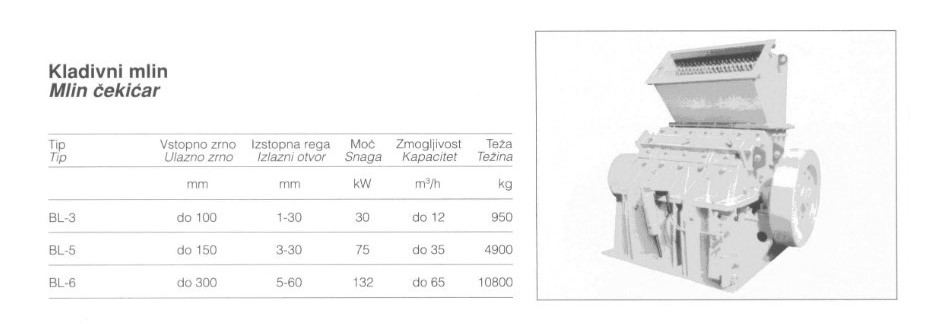 Kladivni mlin
Mlin čekićar
Tip Vstopno zrno Izstopna rega Moč Zmogljivost Teža
Tip Ulazno zrno Izlazni otvor Snaga Kapacitet Težina
mm mm kW m³/h kg
BL-3 do 100 1-30 30 do 12 950
BL-5 do 150 3-30 75 do 35 4900
BL-6 do 300 5-60 132 do 65 10800